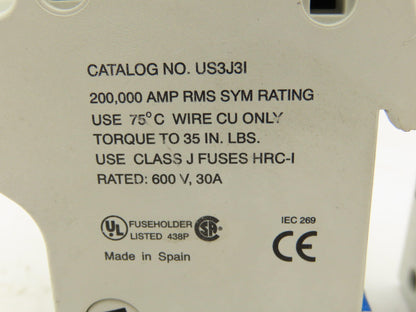 CATALOG NO. US3J3I
200,000 AMP RMS SYM RATING
USE 75°C WIRE CU ONLY
TORQUE TO 35 IN. LBS.
USE CLASS J FUSES HRC-I
RATED: 600 V, 30A
UL FUSEHOLDER LISTED 438P SA IEC 269 CE
Made in Spain